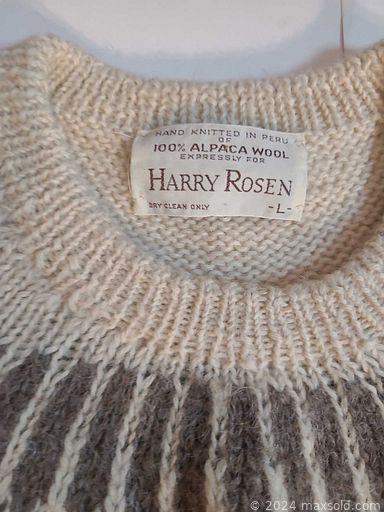 HAND KNITTED IN PERU
OF
100% ALPACA WOOL
EXPRESSLY FOR
HARRY ROSEN
DRY CLEAN ONLY -L-
© 2024 maxsold.com